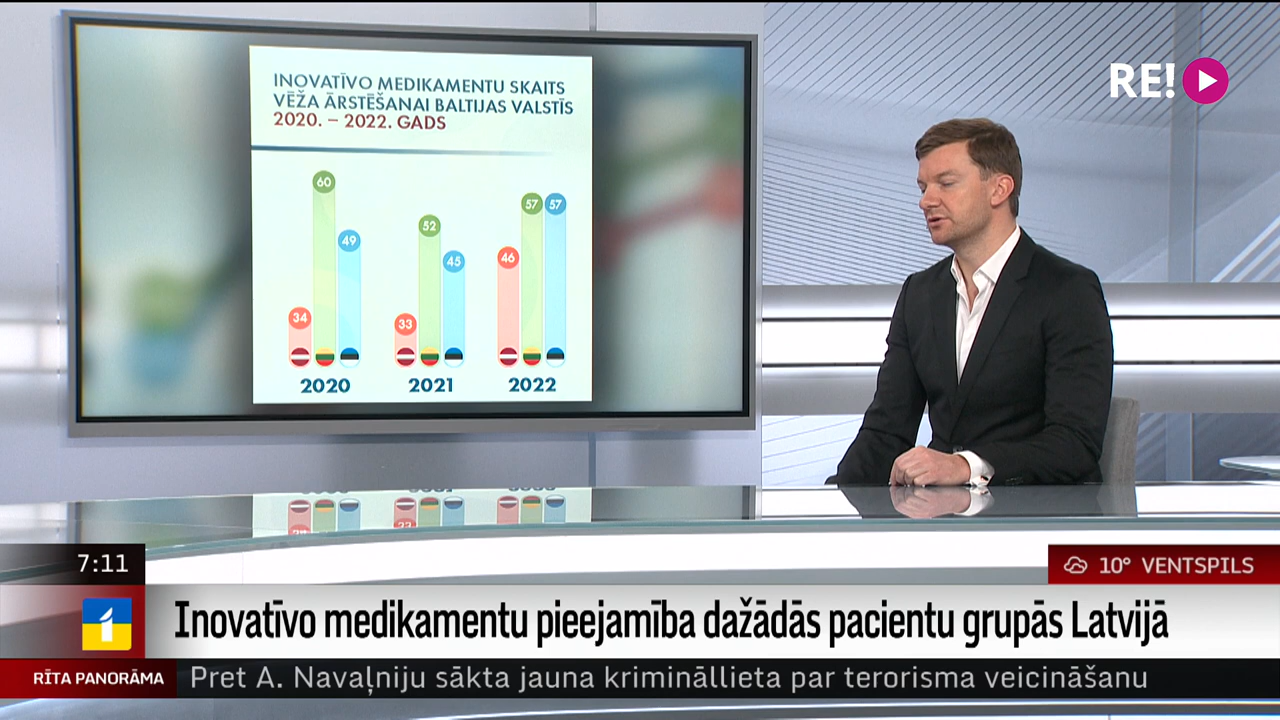 RE!
INOVATĪVO MEDIKAMENTU SKAITS
VĒŽA ĀRSTĒŠANAI BALTIJAS VALSTĪS
2020. – 2022. GADS
60
49
34
52
45
33
57
57
46
2020
2021
2022
7:11
10° VENTSPILS
1
Inovatīvo medikamentu pieejamība dažādās pacientu grupās Latvijā
RĪTA PANORĀMA
Pret A. Navaļniju sākta jauna krimināllieta par terorisma veicināšanu